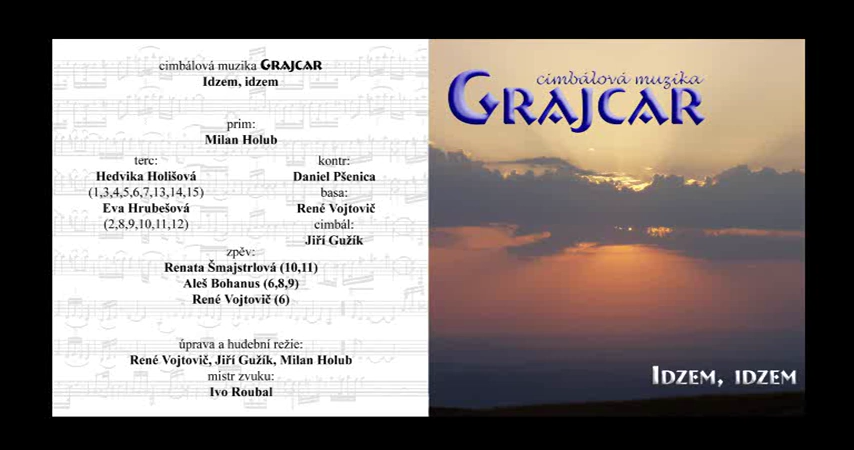 cimbálová muzika GRAJCAR
Idzem, idzem
prim:
Milan Holub
terc:
Hedvika Holišová
(1,3,4,5,6,7,13,14,15)
Eva Hrubešová
(2,8,9,10,11,12)
kontr:
Daniel Pšenica
basa:
René Vojtovič
cimbál:
Jiří Gužík
zpěv:
Renata Šmajstrlová (10,11)
Aleš Bohanus (6,8,9)
René Vojtovič (6)
úprava a hudební režie:
René Vojtovič, Jiří Gužík, Milan Holub
mistr zvuku:
Ivo Roubal
cimbálová muzika
GRAJCAR
IDZEM, IDZEM